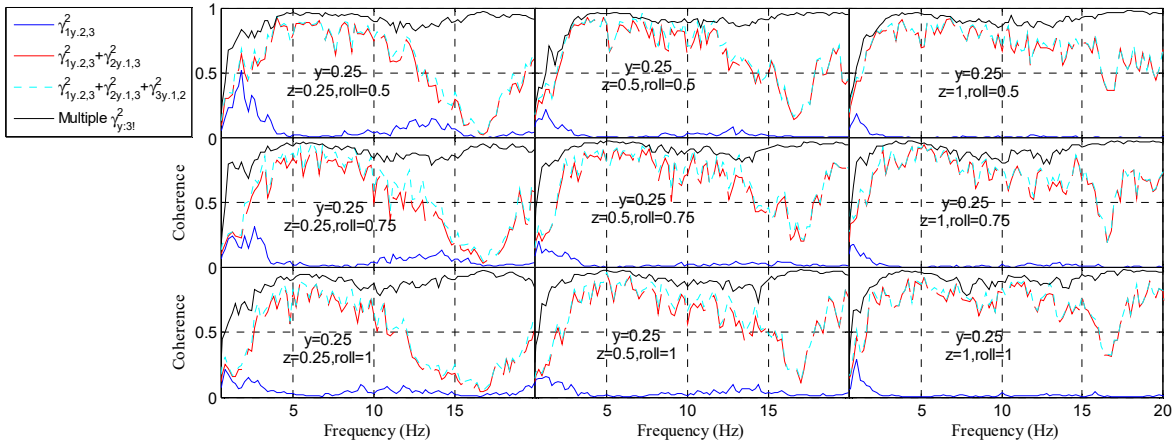 γ²1y.2,3
γ²1y.2,3+γ²2y.1,3
γ²1y.2,3+γ²2y.1,3+γ²3y.1,2
Multiple γ²y:3!
1
0.5
0
y=0.25
z=0.25,roll=0.5
y=0.25
z=0.5,roll=0.5
y=0.25
z=1,roll=0.5
Coherence
0.5
0
y=0.25
z=0.25,roll=0.75
y=0.25
z=0.5,roll=0.75
y=0.25
z=1,roll=0.75
Coherence
0.5
0
y=0.25
z=0.25,roll=1
y=0.25
z=0.5,roll=1
y=0.25
z=1,roll=1
5 10 15 5 10 15 5 10 15 20
Frequency (Hz) Frequency (Hz) Frequency (Hz)